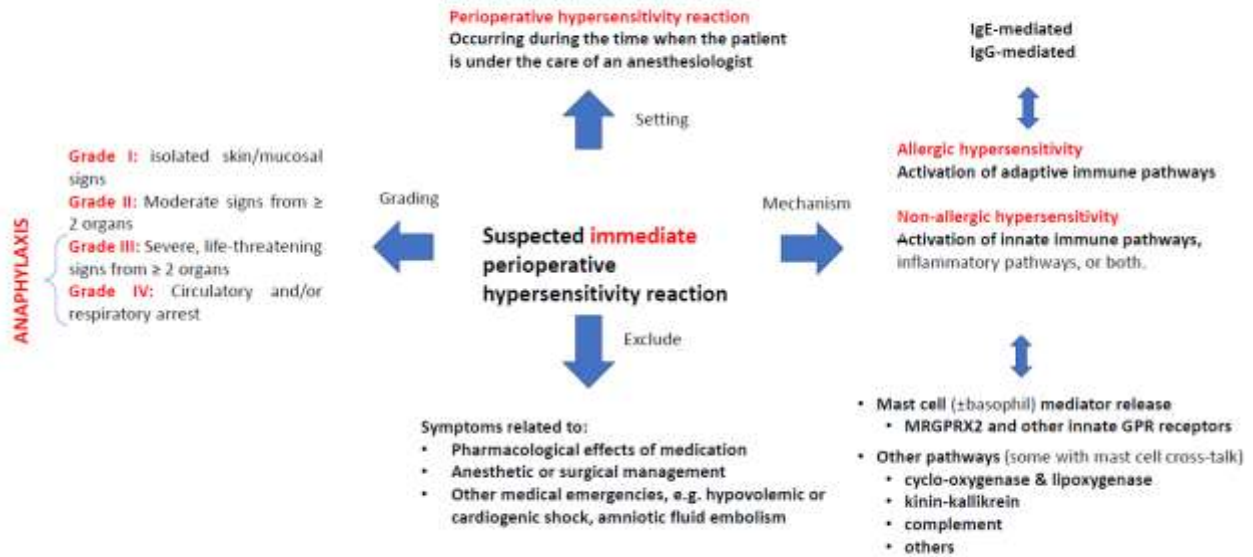 Perioperative hypersensitivity reaction
Occurring during the time when the patient
is under the care of an anesthesiologist
Setting
IgE-mediated
IgG-mediated
Grade I: isolated skin/mucosal
signs
Grade II: Moderate signs from ≥
2 organs
Grade III: Severe, life-threatening
signs from ≥ 2 organs
Grade IV: Circulatory and/or
respiratory arrest
ANAPHYLAXIS
Grading
Suspected immediate
perioperative
hypersensitivity reaction
Mechanism
Allergic hypersensitivity
Activation of adaptive immune pathways
Non-allergic hypersensitivity
Activation of innate immune pathways,
inflammatory pathways, or both.
Exclude
Symptoms related to:
• Pharmacological effects of medication
• Anesthetic or surgical management
• Other medical emergencies, e.g. hypovolemic or
cardiogenic shock, amniotic fluid embolism
• Mast cell (±basophil) mediator release
• MRGPRX2 and other innate GPR receptors
• Other pathways (some with mast cell cross-talk)
• cyclo-oxygenase & lipoxygenase
• kinin-kallikrein
• complement
• others